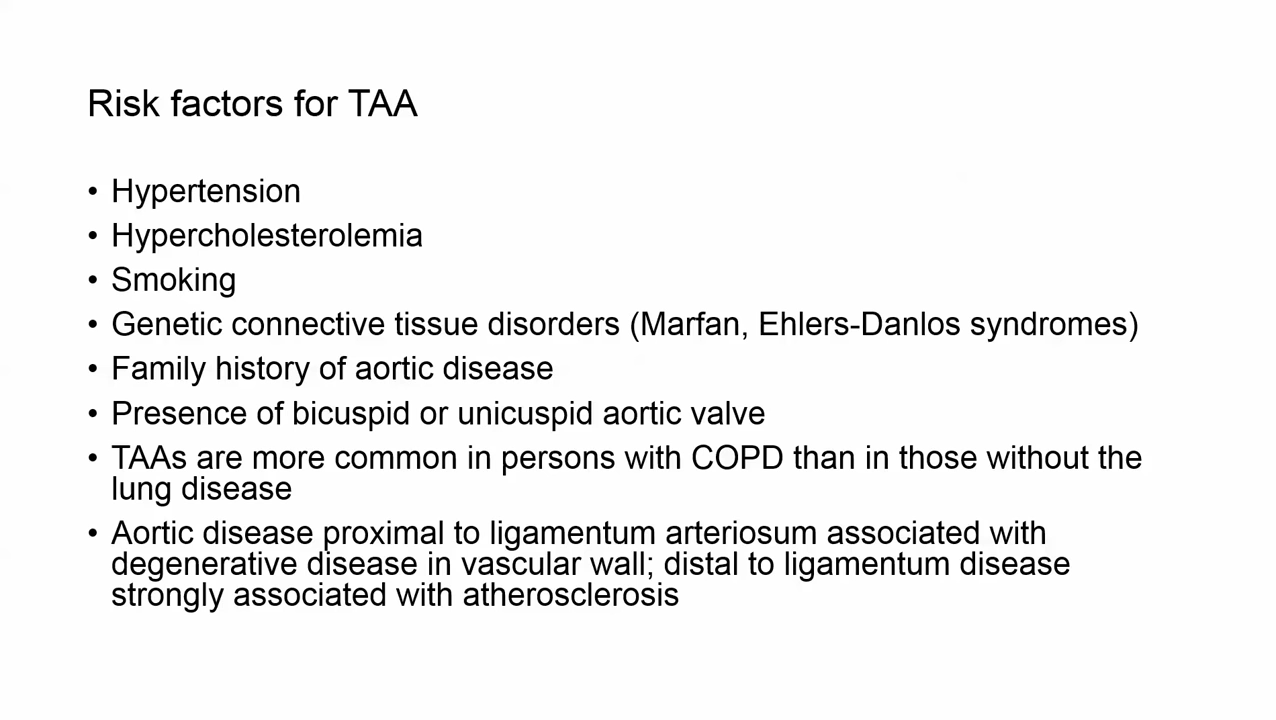 Risk factors for TAA
• Hypertension
• Hypercholesterolemia
• Smoking
• Genetic connective tissue disorders (Marfan, Ehlers-Danlos syndromes)
• Family history of aortic disease
• Presence of bicuspid or unicuspid aortic valve
• TAAs are more common in persons with COPD than in those without the
lung disease
• Aortic disease proximal to ligamentum arteriosum associated with
degenerative disease in vascular wall; distal to ligamentum disease
strongly associated with atherosclerosis